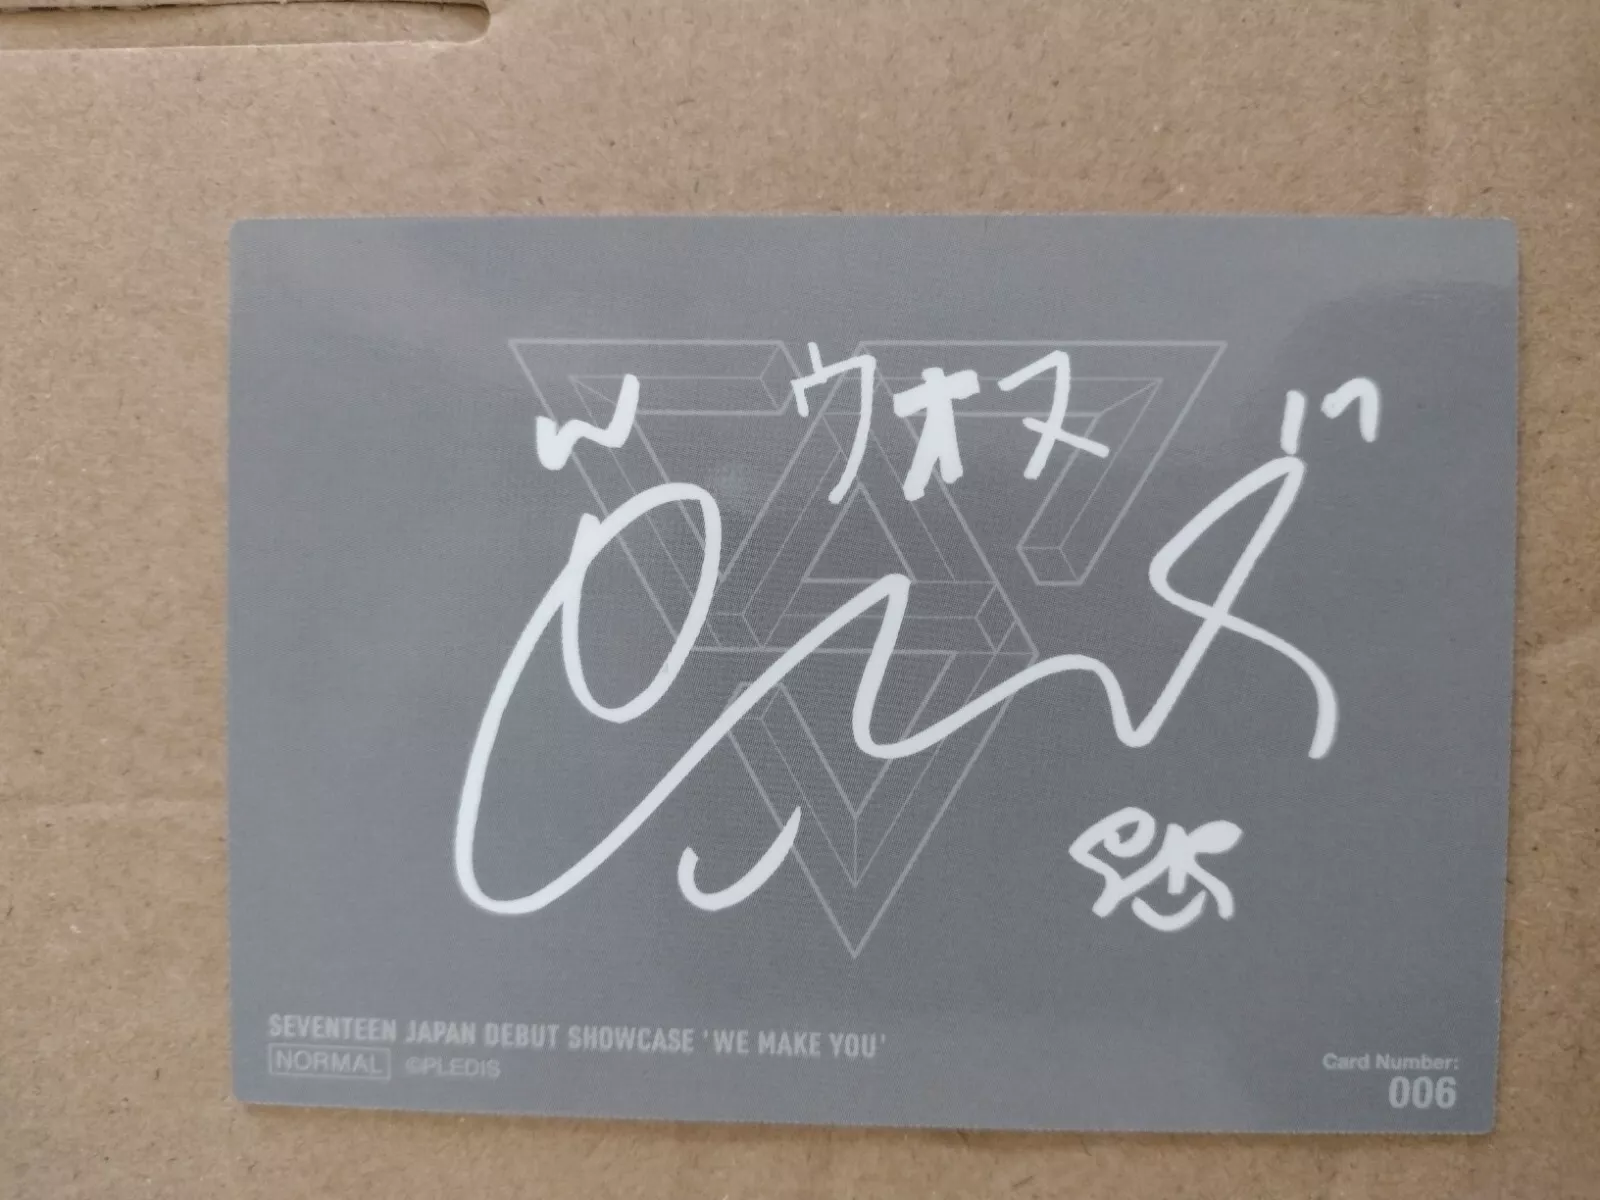 w ウォヌ 17
SEVENTEEN JAPAN DEBUT SHOWCASE 'WE MAKE YOU'
NORMAL ©PLEDIS
Card Number:
006